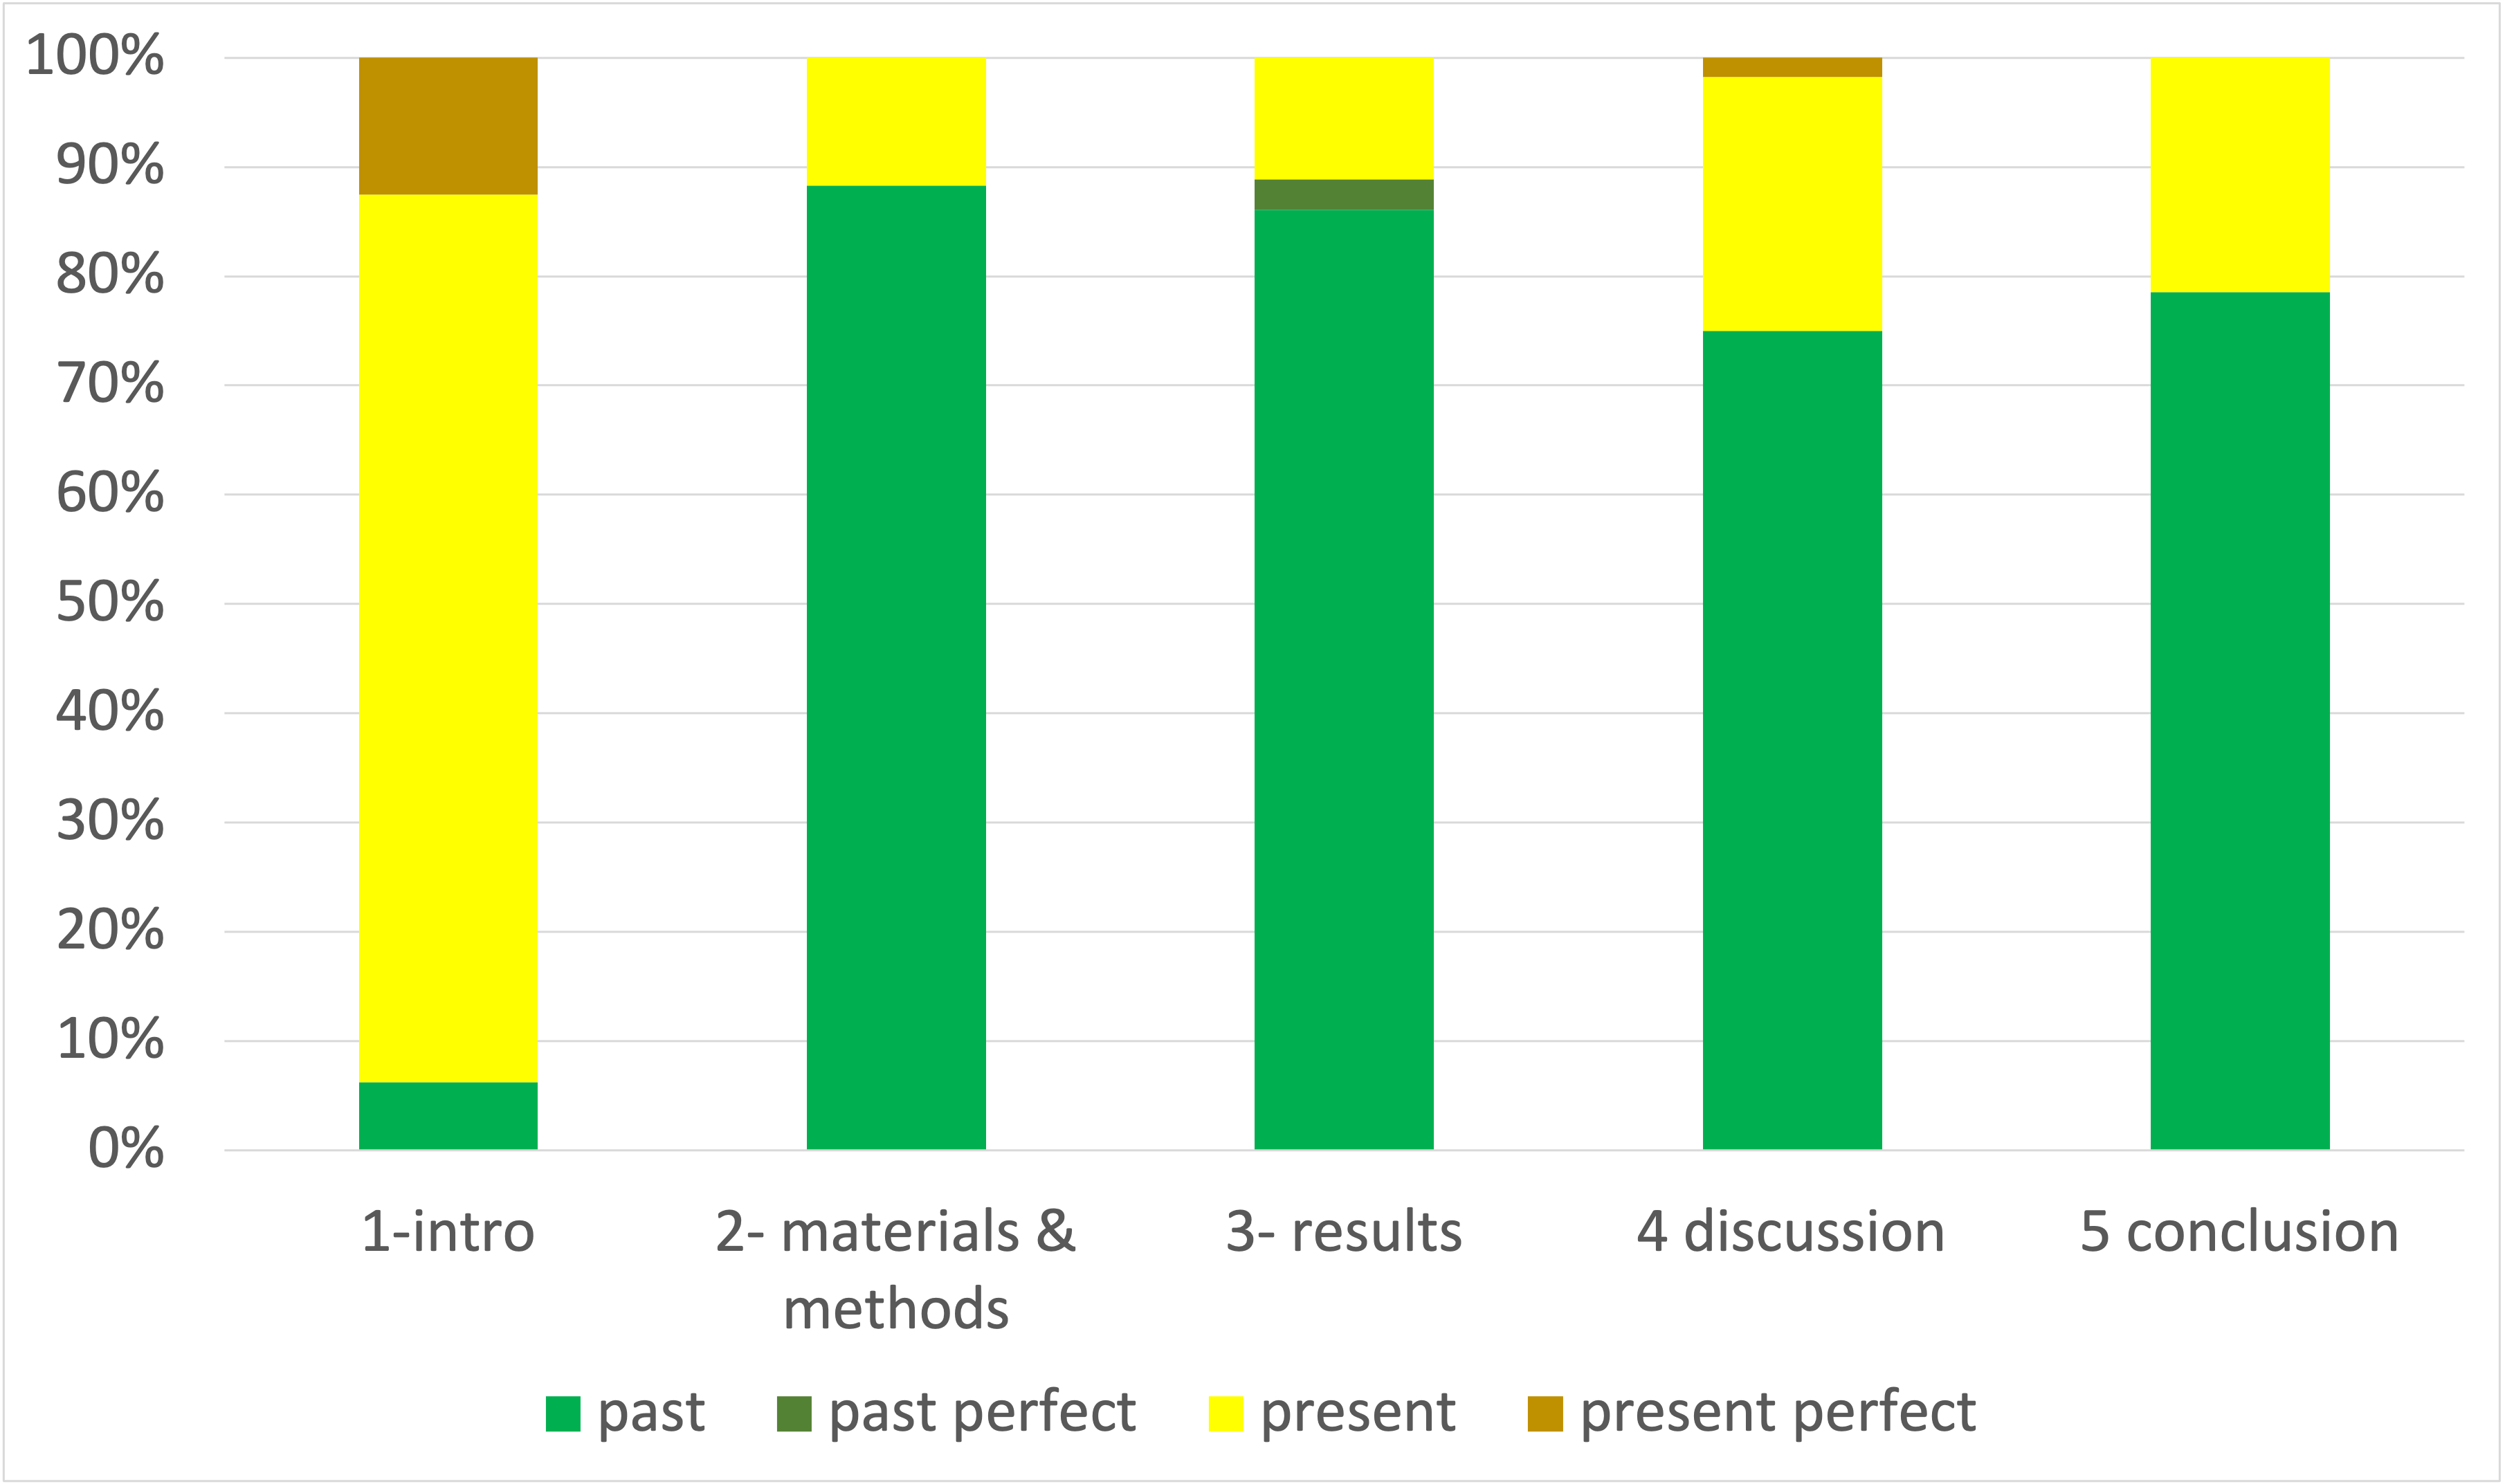 100%
90%
80%
70%
60%
50%
40%
30%
20%
10%
0%
1-intro
2- materials &
methods
3- results
4 discussion
5 conclusion
past
past perfect
present
present perfect